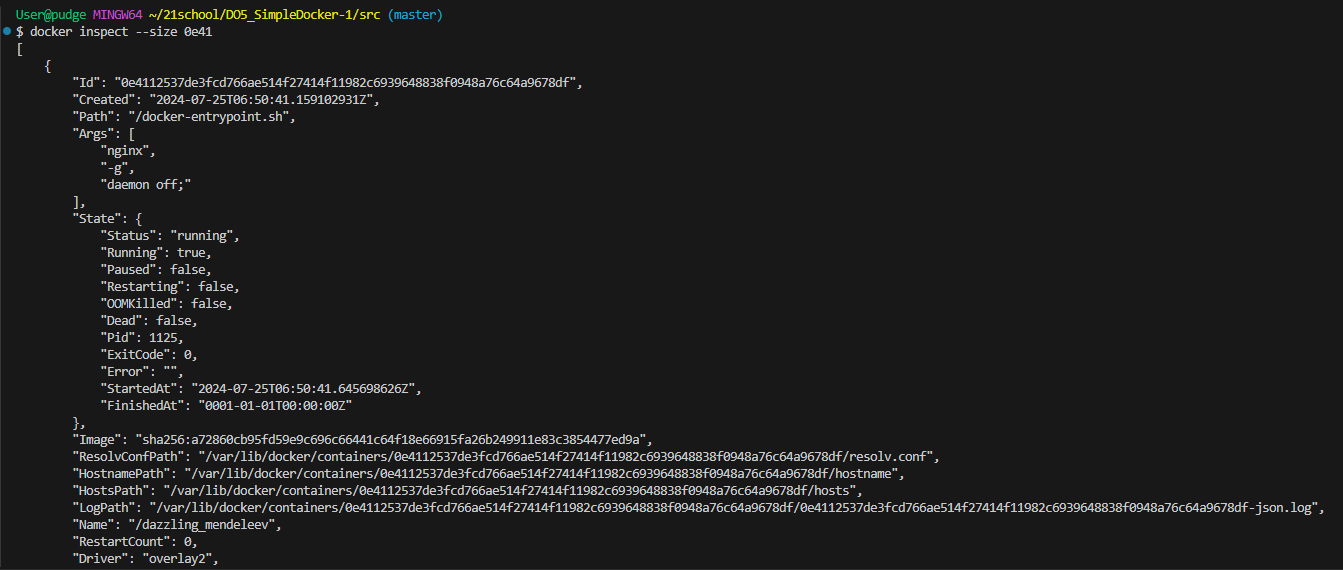 User@pudge MINGW64 ~/21school/DO5_SimpleDocker-1/src (master)
$ docker inspect --size 0e41
[
    {
        "Id": "0e4112537de3fcd766ae514f27414f11982c6939648838f0948a76c64a9678df",
        "Created": "2024-07-25T06:50:41.159102931Z",
        "Path": "/docker-entrypoint.sh",
        "Args": [
            "nginx",
            "-g",
            "daemon off;"
        ],
        "State": {
            "Status": "running",
            "Running": true,
            "Paused": false,
            "Restarting": false,
            "OOMKilled": false,
            "Dead": false,
            "Pid": 1125,
            "ExitCode": 0,
            "Error": "",
            "StartedAt": "2024-07-25T06:50:41.645698626Z",
            "FinishedAt": "0001-01-01T00:00:00Z"
        },
        "Image": "sha256:a72860cb95fd59e9c696c66441c64f18e66915fa26b249911e83c3854477ed9a",
        "ResolvConfPath": "/var/lib/docker/containers/0e4112537de3fcd766ae514f27414f11982c6939648838f0948a76c64a9678df/resolv.conf",
        "HostnamePath": "/var/lib/docker/containers/0e4112537de3fcd766ae514f27414f11982c6939648838f0948a76c64a9678df/hostname",
        "HostsPath": "/var/lib/docker/containers/0e4112537de3fcd766ae514f27414f11982c6939648838f0948a76c64a9678df/hosts",
        "LogPath": "/var/lib/docker/containers/0e4112537de3fcd766ae514f27414f11982c6939648838f0948a76c64a9678df/0e4112537de3fcd766ae514f27414f11982c6939648838f0948a76c64a9678df-json.log",
        "Name": "/dazzling_mendeleev",
        "RestartCount": 0,
        "Driver": "overlay2",